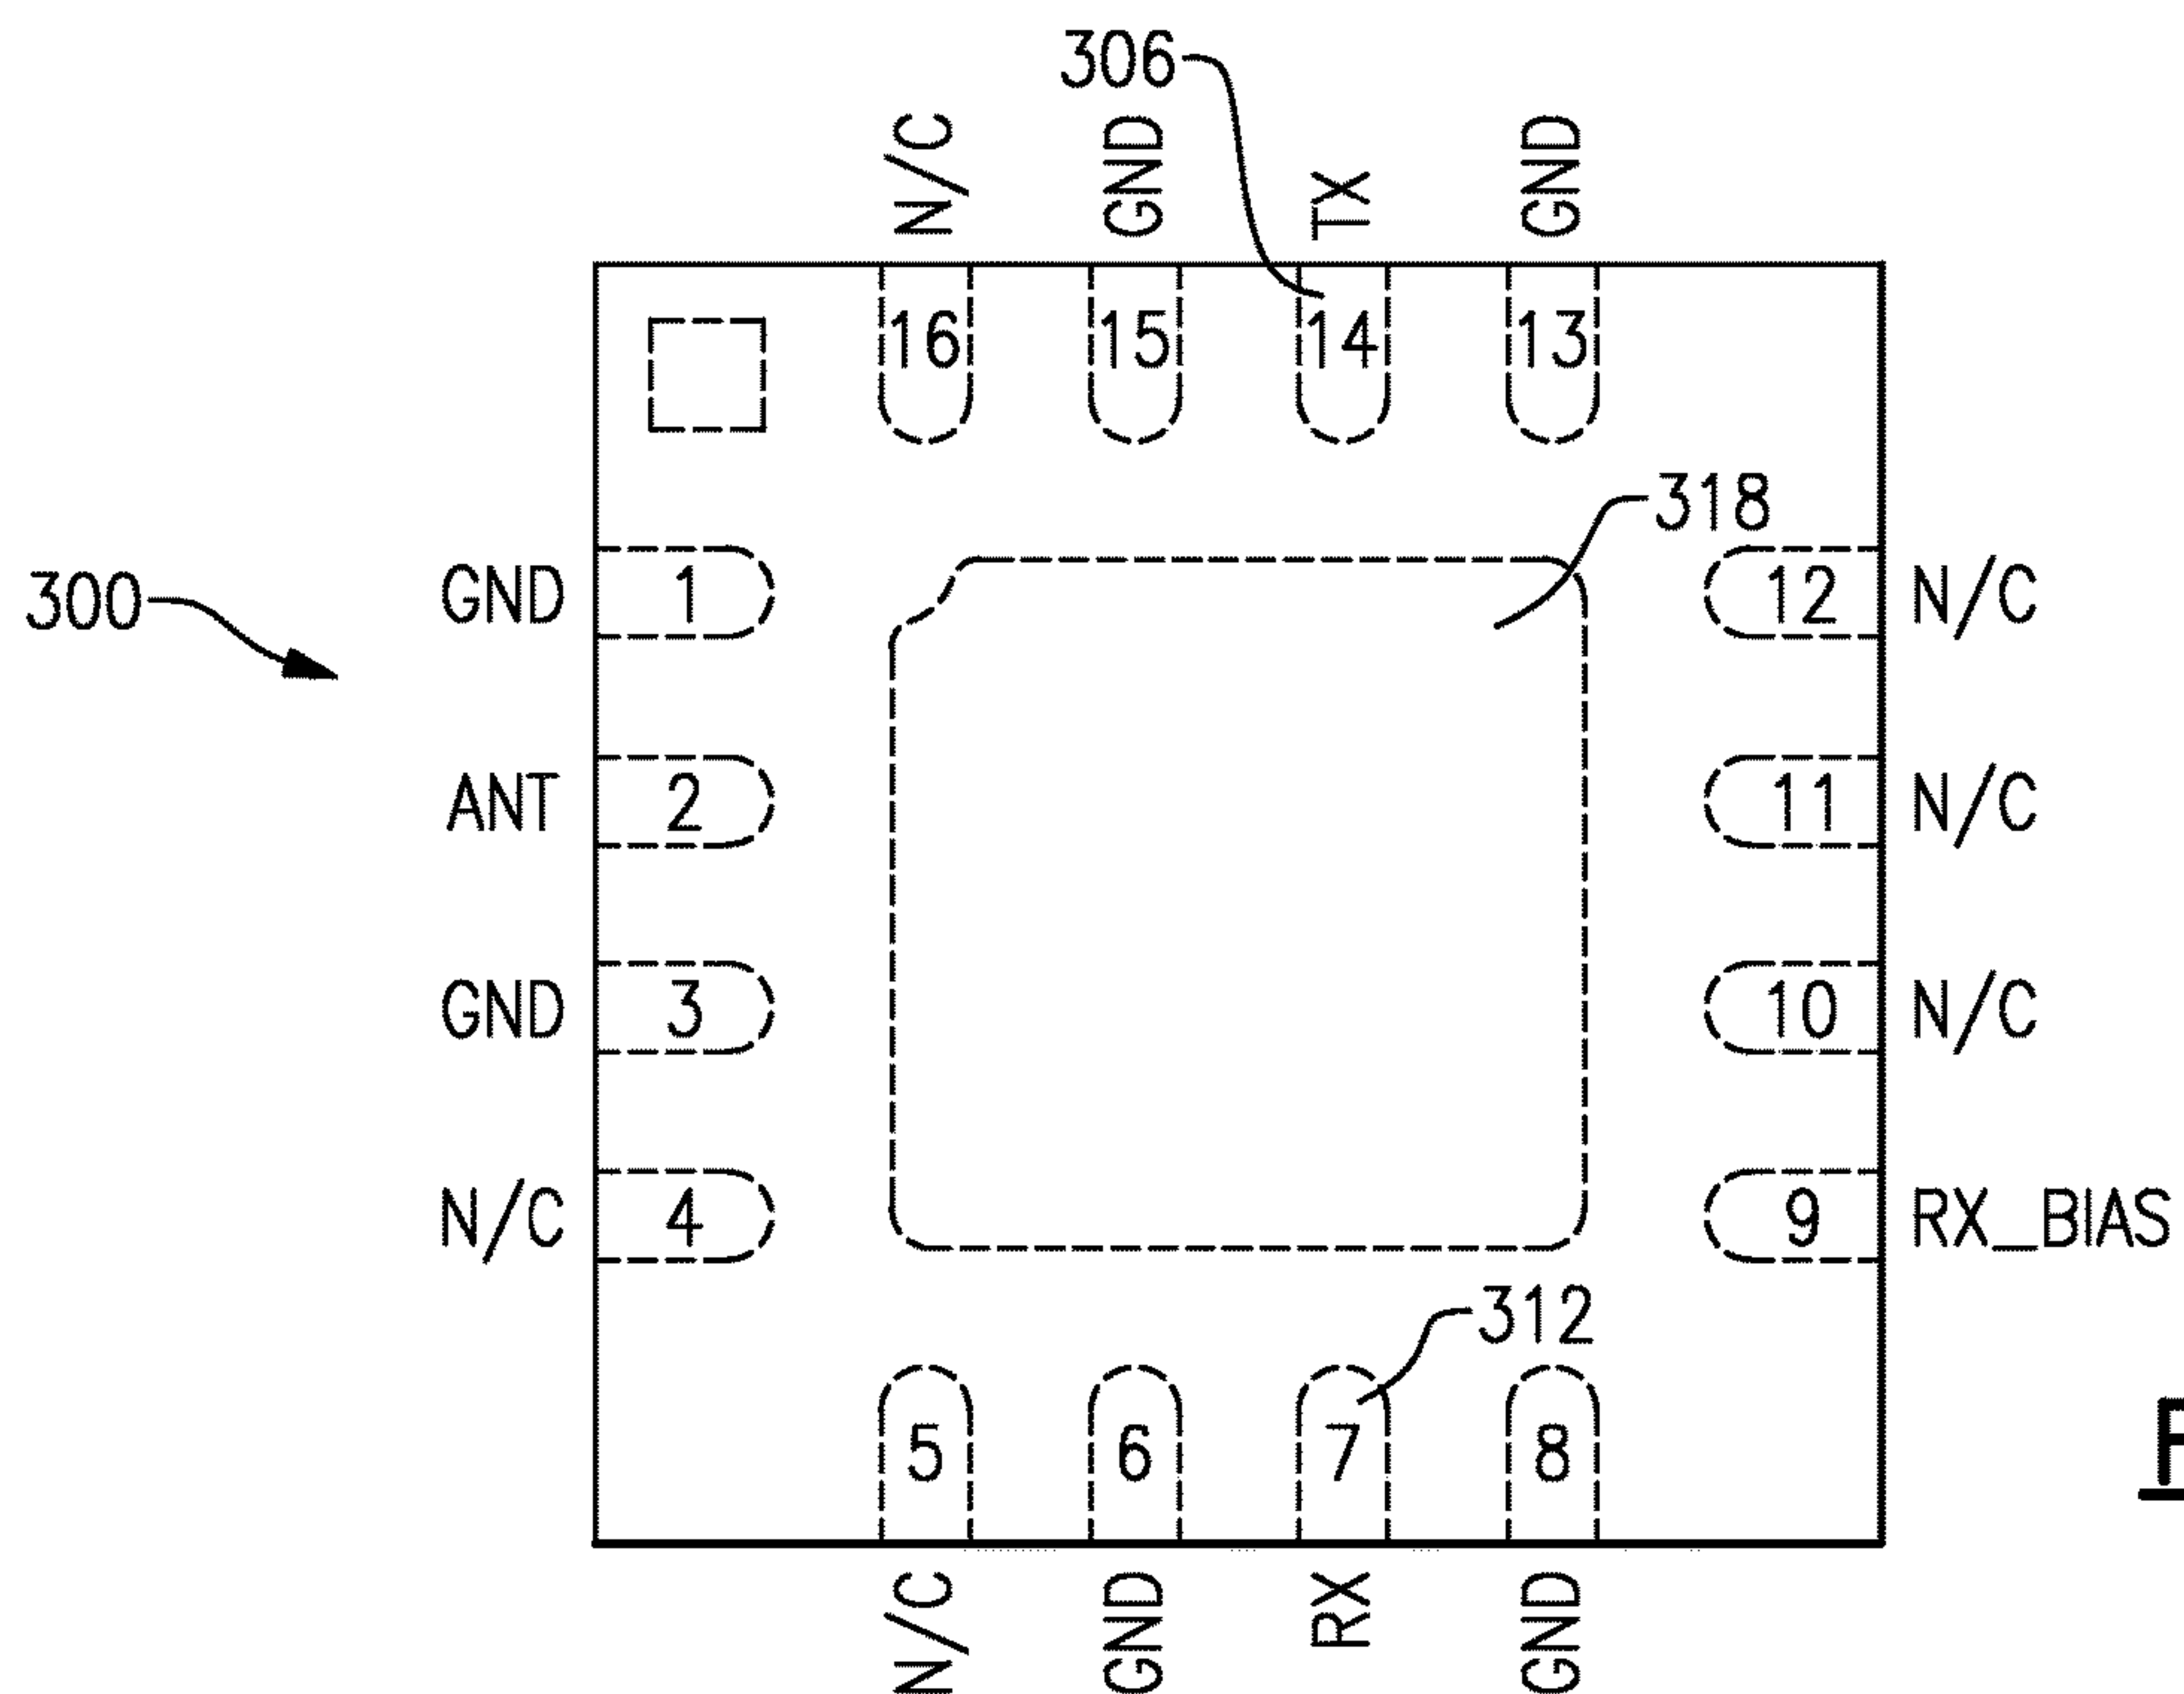 306
N/C GND TX GND
16 15 14 13
318
300
GND 1 12 N/C
ANT 2 11 N/C
GND 3 10 N/C
N/C 4 9 RX_BIAS
312
5 6 7 8
N/C GND RX GND